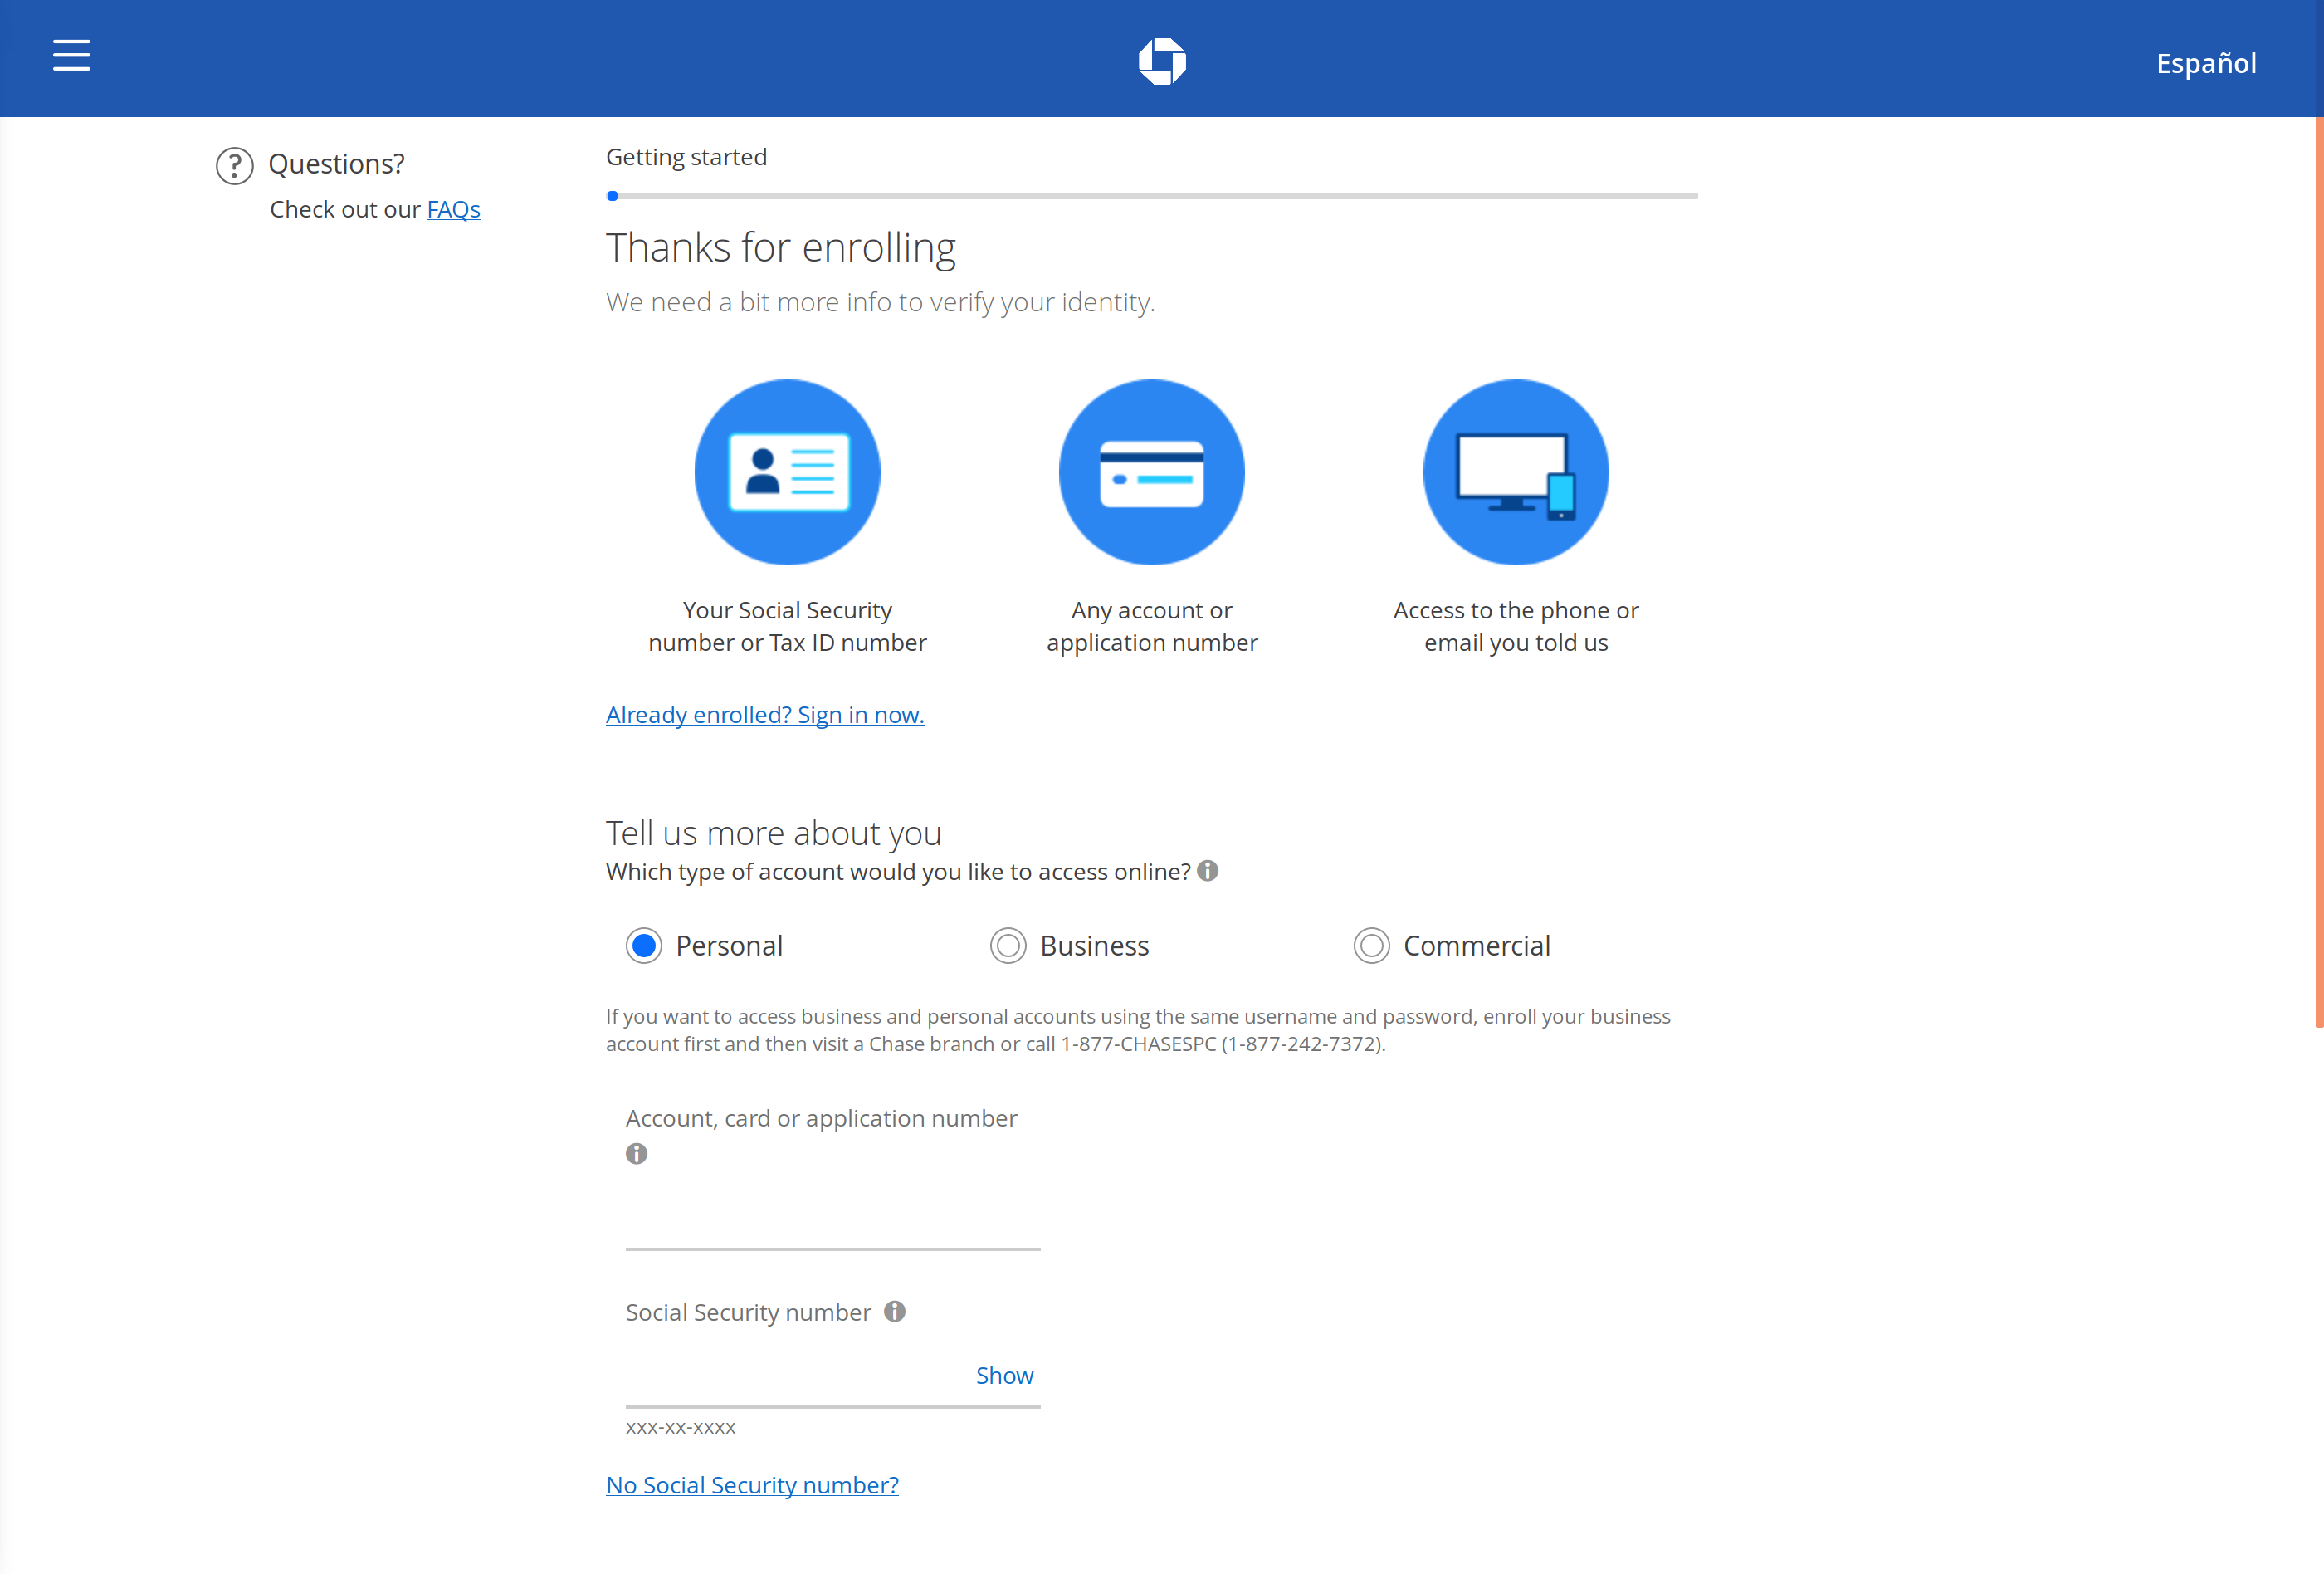 Español
? Questions?
Check out our FAQs
Getting started
Thanks for enrolling
We need a bit more info to verify your identity.
Your Social Security
number or Tax ID number
Any account or
application number
Access to the phone or
email you told us
Already enrolled? Sign in now.
Tell us more about you
Which type of account would you like to access online?
Personal
Business
Commercial
If you want to access business and personal accounts using the same username and password, enroll your business
account first and then visit a Chase branch or call 1-877-CHASESPC (1-877-242-7372).
Account, card or application number
Social Security number
Show
xxx-xx-xxxx
No Social Security number?